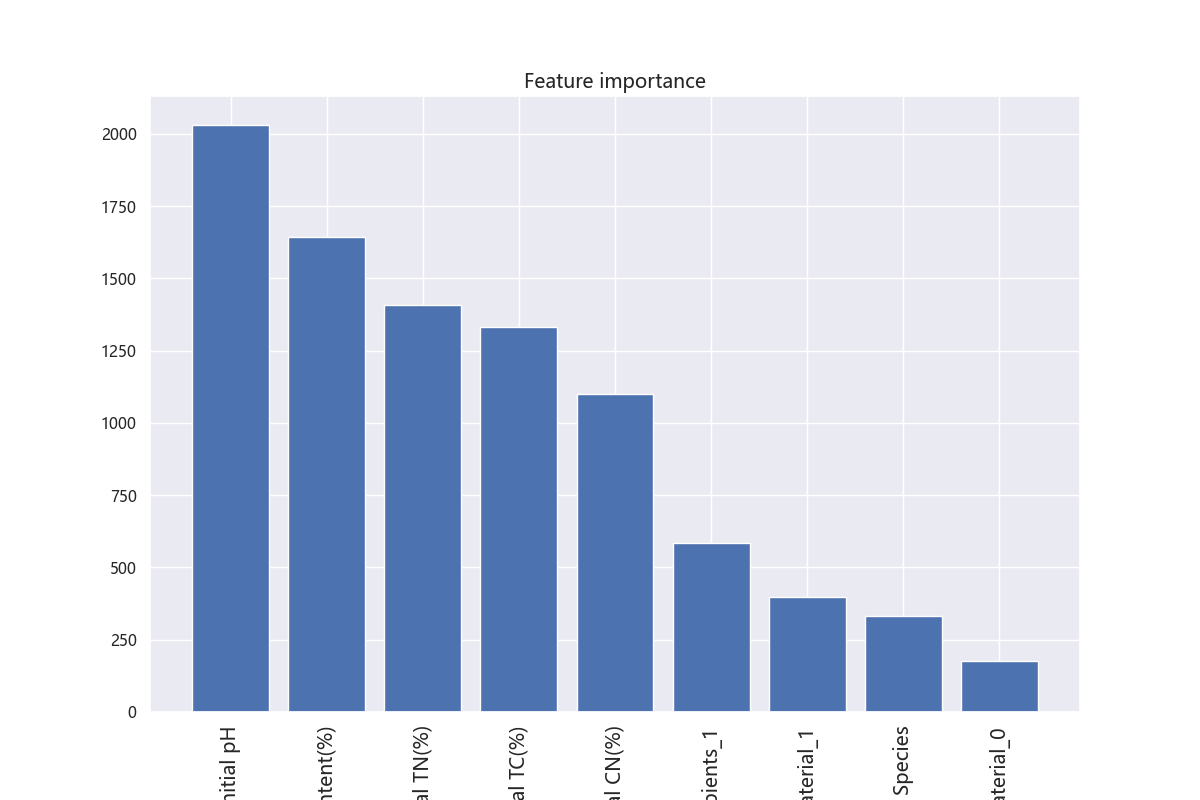 Feature importance
2000
1750
1500
1250
1000
750
500
250
0
nitial pH
ntent(%)
al TN(%)
al TC(%)
al CN(%)
pients_1
aterial_1
Species
aterial_0